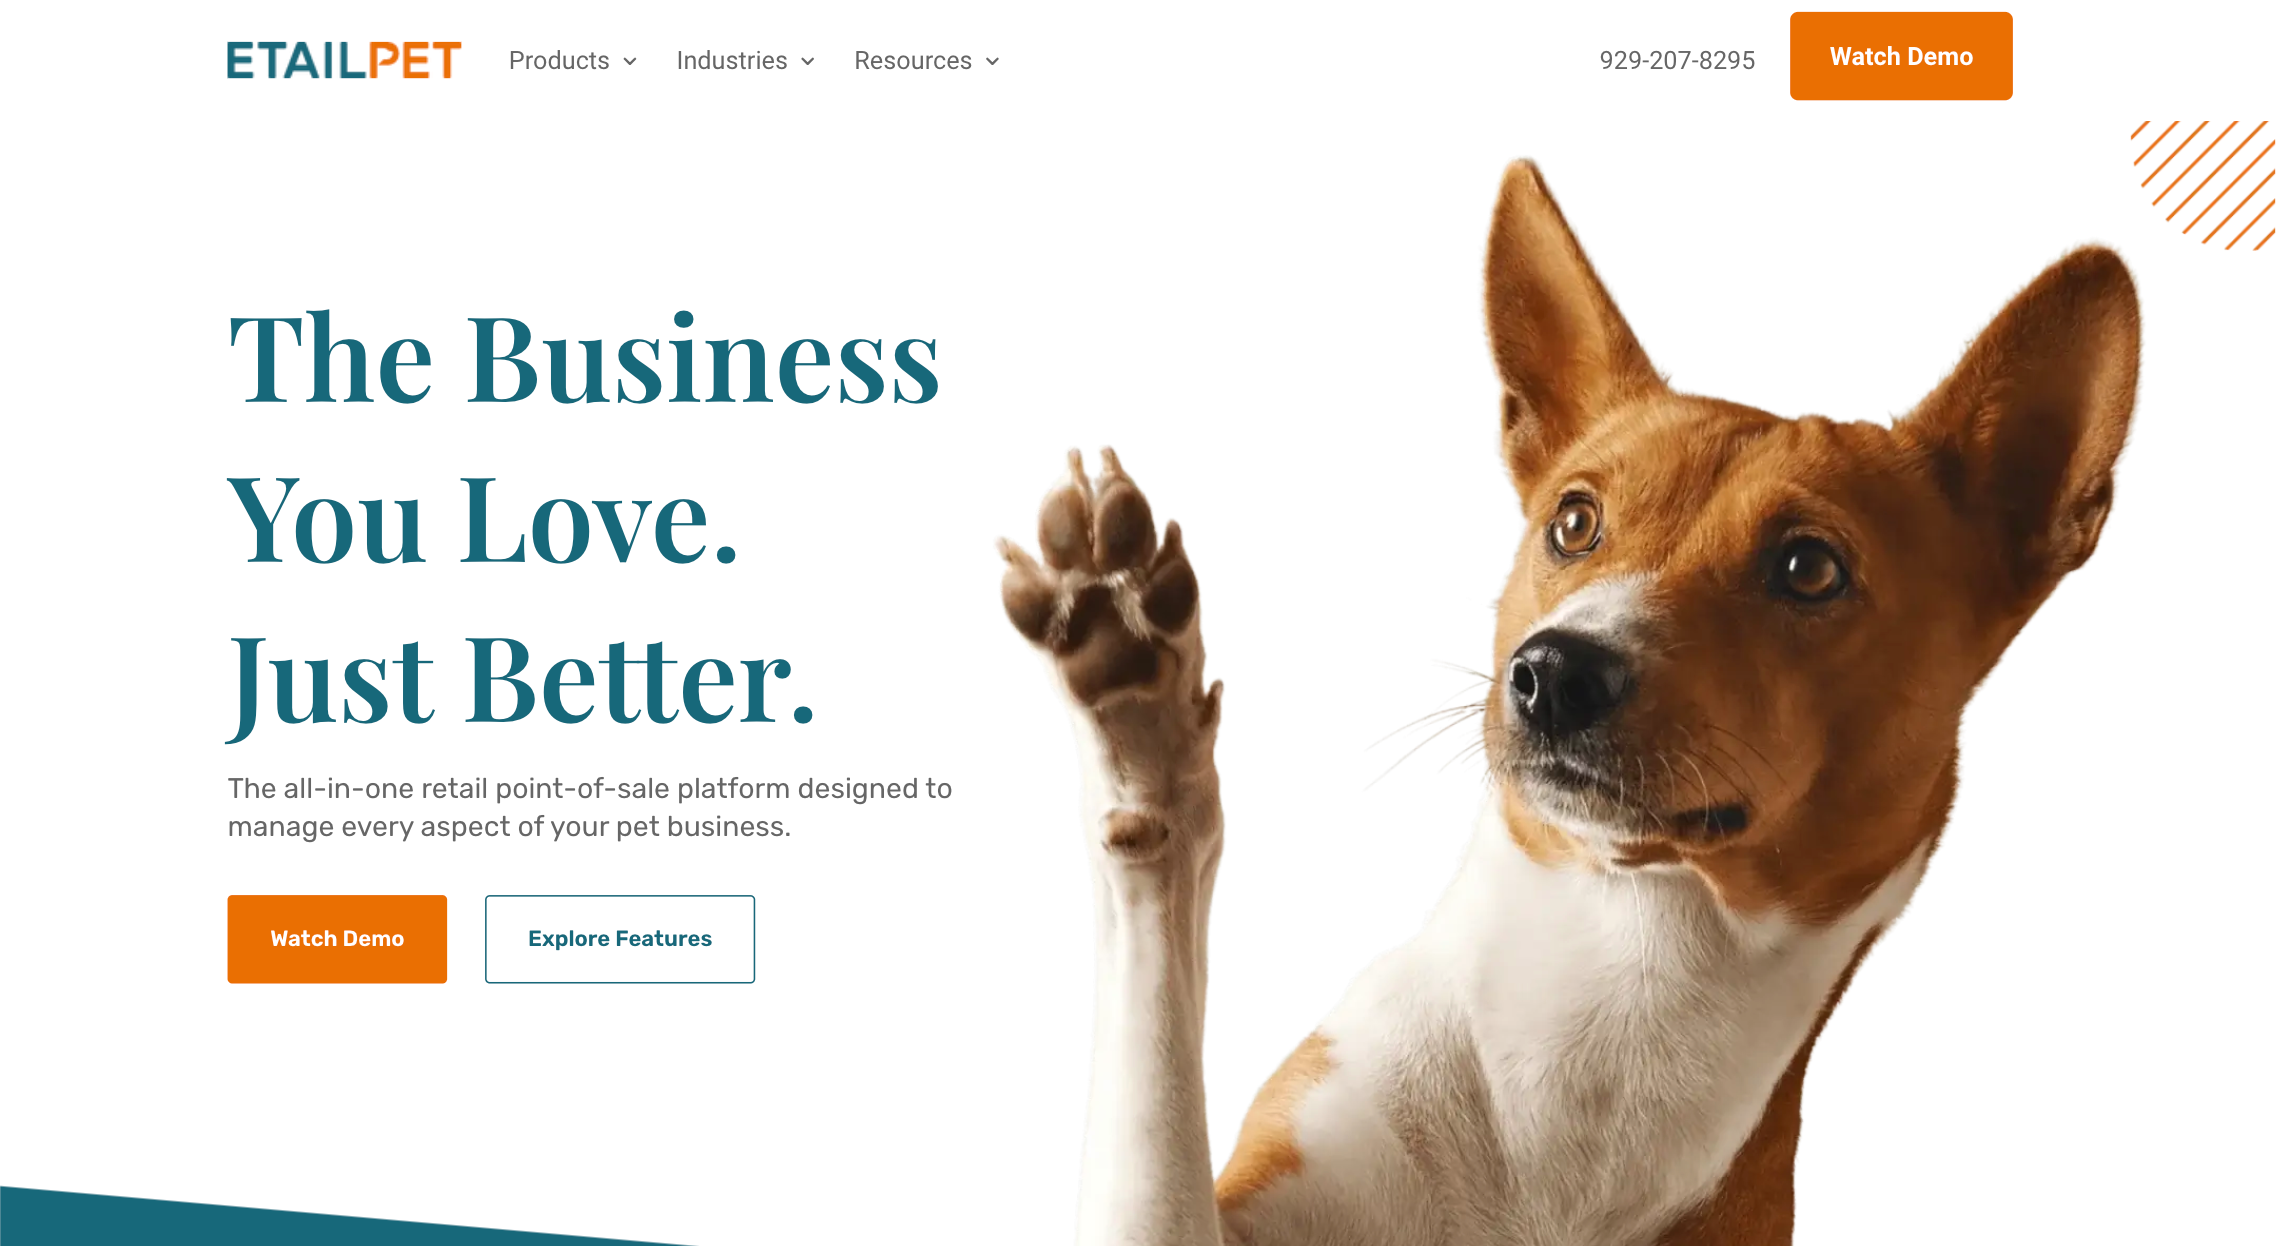 ETAILPET
Products
Industries
Resources
929-207-8295
Watch Demo
The Business
You Love.
Just Better.
The all-in-one retail point-of-sale platform designed to
manage every aspect of your pet business.
Watch Demo
Explore Features